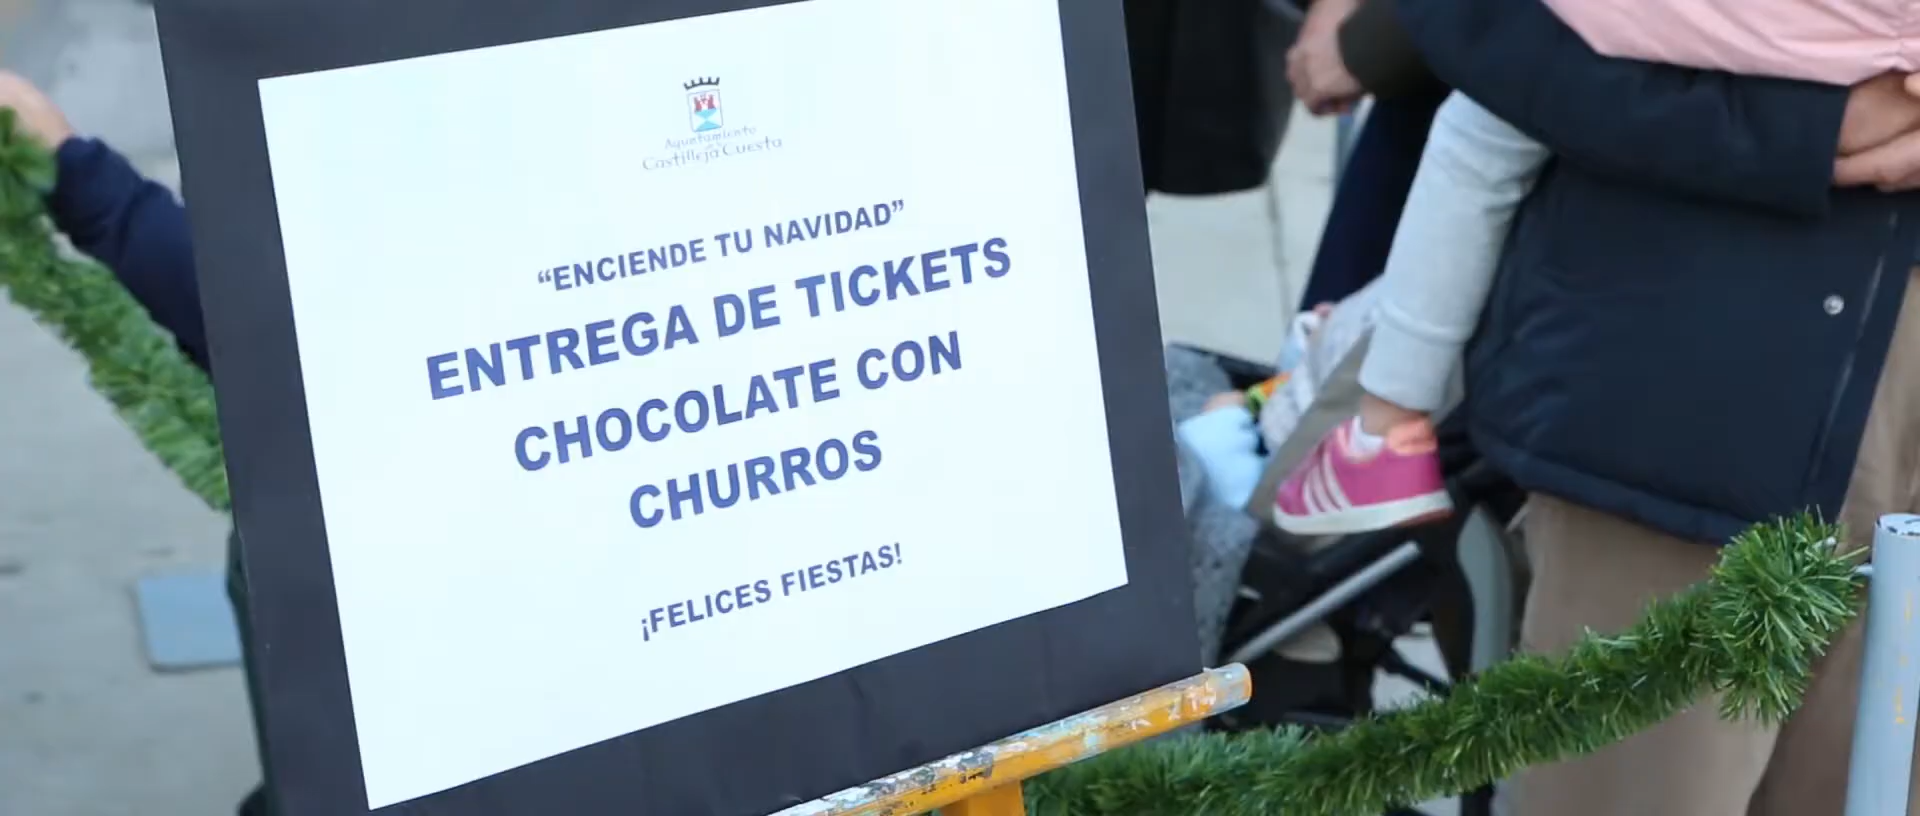 Ayuntamiento
Castilleja Cuesta
“ENCIENDE TU NAVIDAD”
ENTREGA DE TICKETS
CHOCOLATE CON
CHURROS
¡FELICES FIESTAS!